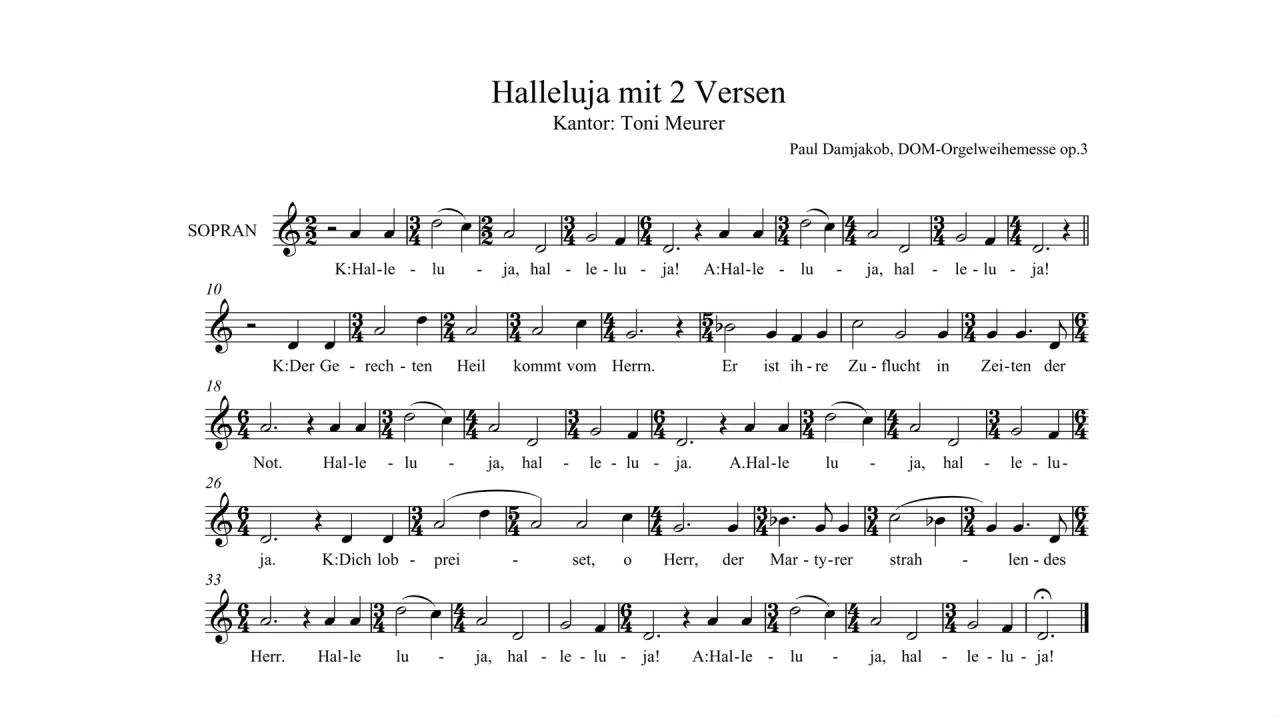 Halleluja mit 2 Versen
Kantor: Toni Meurer
Paul Damjakob, DOM-Orgelweihemesse op.3
SOPRAN
K:Hal-le - lu - ja, hal - le-lu - ja! A:Hal-le - lu - ja, hal - le-lu - ja!
10
K:Der Ge - rech - ten Heil kommt vom Herrn. Er ist ih-re Zu-flucht in Zei-ten der
18
Not. Hal-le - lu - ja, hal - le - lu - ja. A.Hal-le lu - ja, hal - le - lu-
26
ja. K:Dich lob - prei - set, o Herr, der Mar-ty-rer strah - len-des
33
Herr. Hal-le lu - ja, hal - le - lu - ja! A:Hal-le - lu - ja, hal - le-lu - ja!